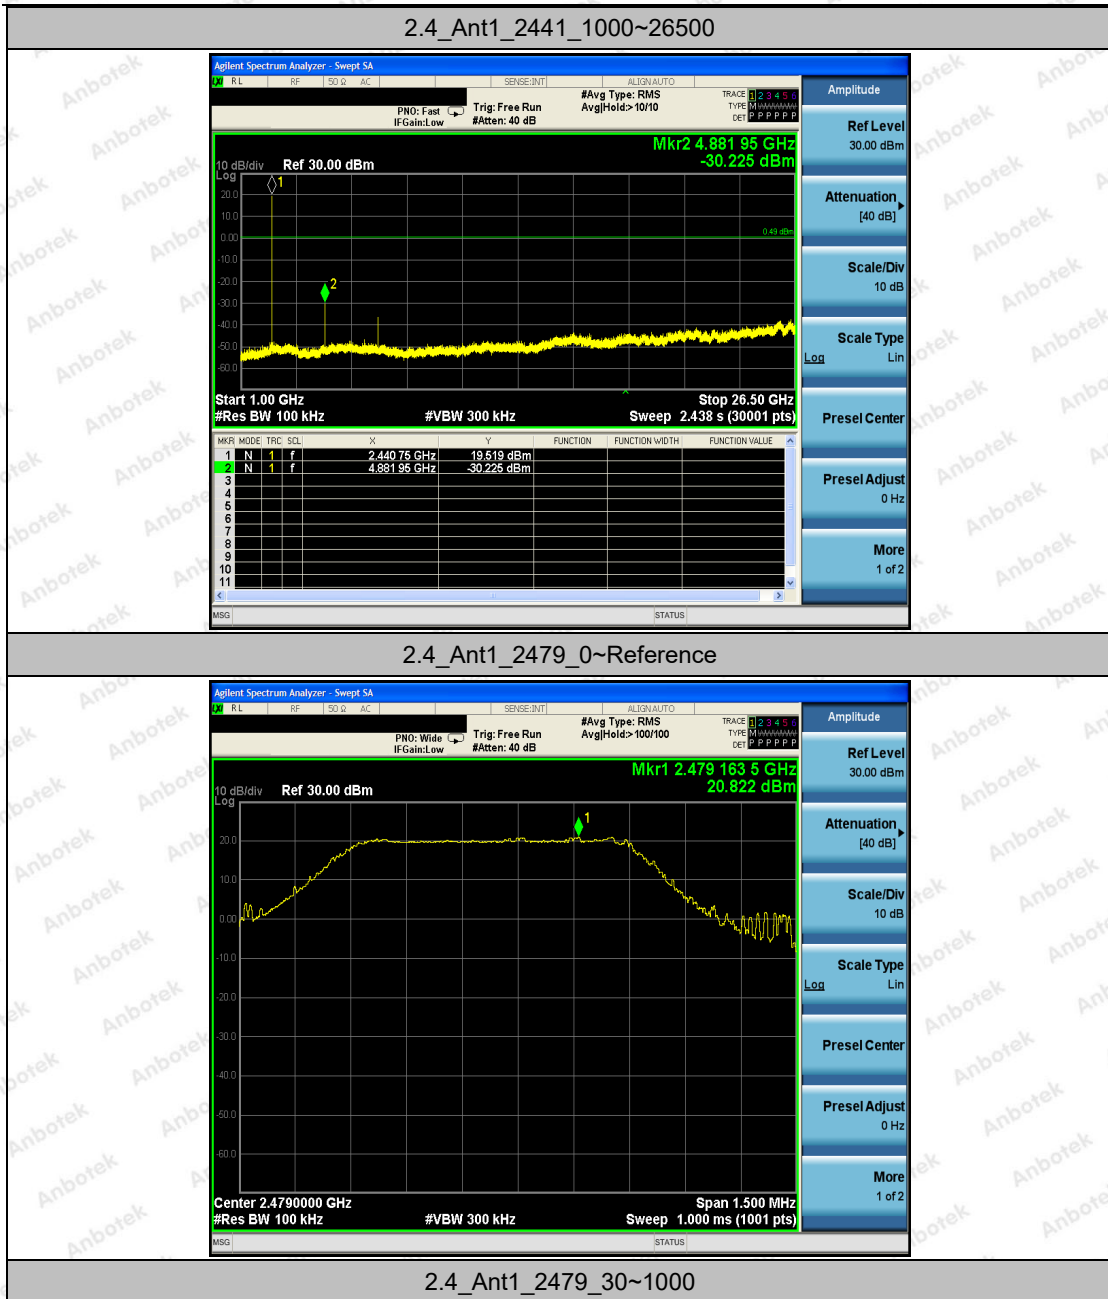 2.4_Ant1_2441_1000~26500
Agilent Spectrum Analyzer - Swept SA
RL RF 50 Ω AC SENSE:INT ALIGNAUTO
PNO: Fast
IFGain:Low
Trig: Free Run
#Atten: 40 dB
#Avg Type: RMS
Avg|Hold:>10/10
TRACE 1 2 3 4 5 6
TYPE M
DET P P P P P P
Mkr2 4.881 95 GHz
-30.225 dBm
10 dB/div Ref 30.00 dBm
Log
1
20.0
10.0
0.00
0.49 dBm
-10.0
-20.0
2
-30.0
-40.0
-50.0
-60.0
Start 1.00 GHz Stop 26.50 GHz
#Res BW 100 kHz #VBW 300 kHz Sweep 2.438 s (30001 pts)
MKR MODE TRC SCL X Y FUNCTION FUNCTION WIDTH FUNCTION VALUE
1 N 1 f 2.440 75 GHz 19.519 dBm
2 N 1 f 4.881 95 GHz -30.225 dBm
3
4
5
6
7
8
9
10
11
MSG STATUS
Amplitude
Ref Level
30.00 dBm
Attenuation
[40 dB]
Scale/Div
10 dB
Scale Type
Log Lin
Presel Center
Presel Adjust
0 Hz
More
1 of 2
2.4_Ant1_2479_0~Reference
Agilent Spectrum Analyzer - Swept SA
RL RF 50 Ω AC SENSE:INT ALIGNAUTO
PNO: Wide
IFGain:Low
Trig: Free Run
#Atten: 40 dB
#Avg Type: RMS
Avg|Hold:>100/100
TRACE 1 2 3 4 5 6
TYPE M
DET P P P P P P
Mkr1 2.479 163 5 GHz
20.822 dBm
10 dB/div Ref 30.00 dBm
Log
1
20.0
10.0
0.00
-10.0
-20.0
-30.0
-40.0
-50.0
-60.0
Center 2.4790000 GHz Span 1.500 MHz
#Res BW 100 kHz #VBW 300 kHz Sweep 1.000 ms (1001 pts)
MSG STATUS
Amplitude
Ref Level
30.00 dBm
Attenuation
[40 dB]
Scale/Div
10 dB
Scale Type
Log Lin
Presel Center
Presel Adjust
0 Hz
More
1 of 2
2.4_Ant1_2479_30~1000